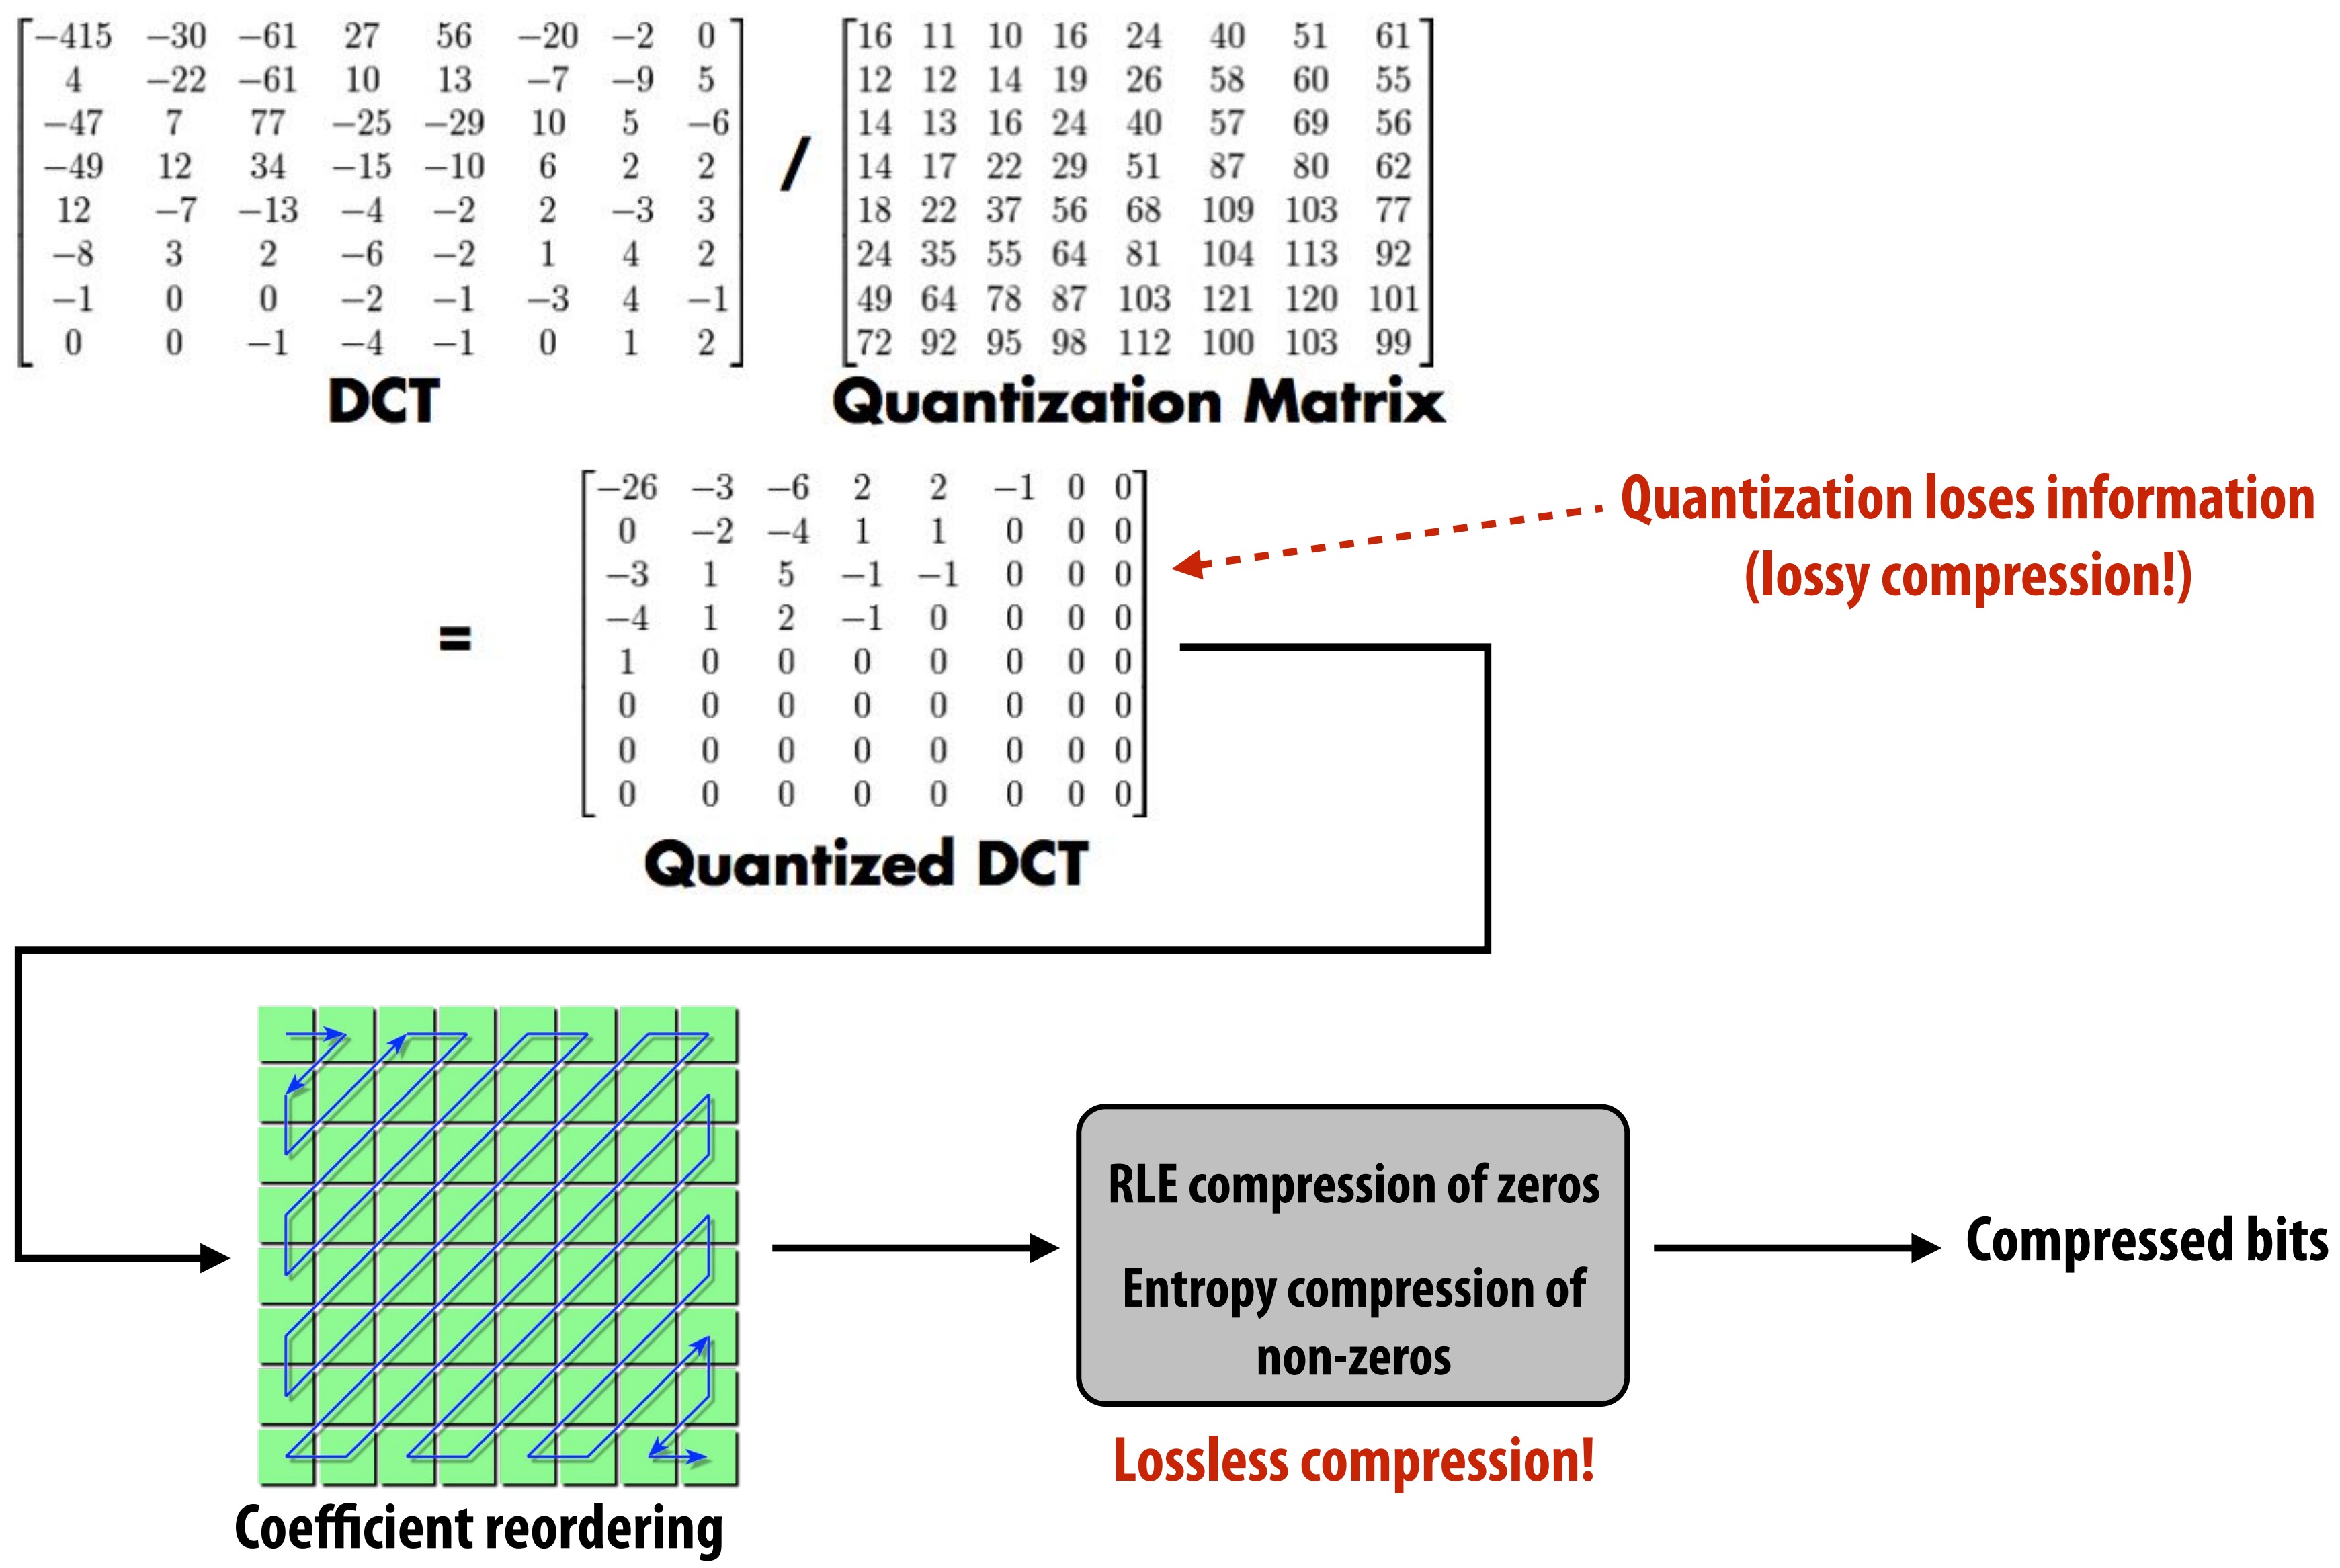 −415 −30 −61 27 56 −20 −2 0
4 −22 −61 10 13 −7 −9 5
−47 7 77 −25 −29 10 5 −6
−49 12 34 −15 −10 6 2 2
12 −7 −13 −4 −2 2 −3 3
−8 3 2 −6 −2 1 4 2
−1 0 0 −2 −1 −3 4 −1
0 0 −1 −4 −1 0 1 2
DCT
/
16 11 10 16 24 40 51 61
12 12 14 19 26 58 60 55
14 13 16 24 40 57 69 56
14 17 22 29 51 87 80 62
18 22 37 56 68 109 103 77
24 35 55 64 81 104 113 92
49 64 78 87 103 121 120 101
72 92 95 98 112 100 103 99
Quantization Matrix
=
−26 −3 −6 2 2 −1 0 0
0 −2 −4 1 1 0 0 0
−3 1 5 −1 −1 0 0 0
−4 1 2 −1 0 0 0 0
1 0 0 0 0 0 0 0
0 0 0 0 0 0 0 0
0 0 0 0 0 0 0 0
0 0 0 0 0 0 0 0
Quantized DCT
Quantization loses information
(lossy compression!)
Coefficient reordering
RLE compression of zeros
Entropy compression of
non-zeros
Lossless compression!
Compressed bits